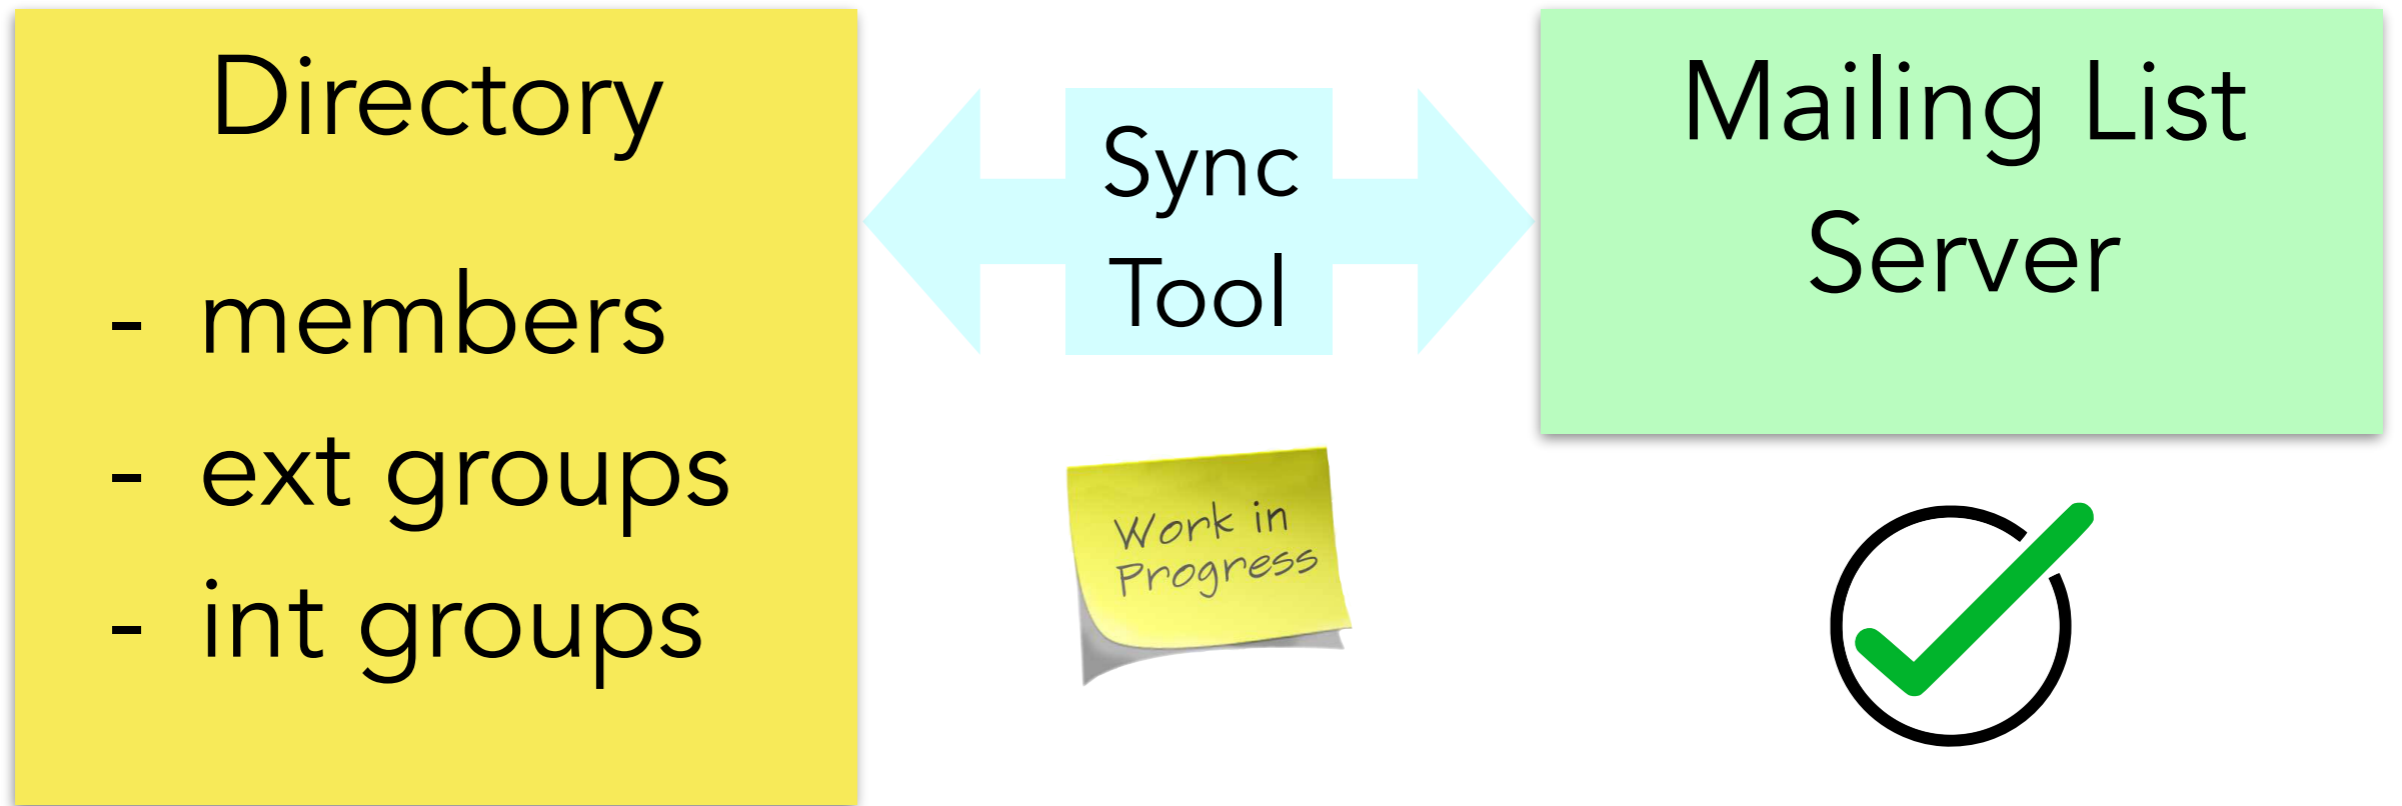 Directory
- members
- ext groups
- int groups
Sync
Tool
Work in
Progress
Mailing List
Server